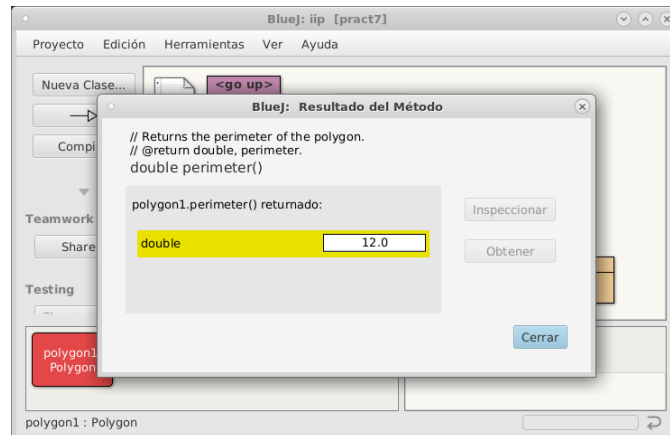 BlueJ: iip [pract7]
Proyecto Edición Herramientas Ver Ayuda
Nueva Clase...
<go up>
BlueJ: Resultado del Método
Compi
// Returns the perimeter of the polygon.
// @return double, perimeter.
double perimeter()
polygon1.perimeter() returnado:
double 12.0
Inspeccionar
Obtener
Cerrar
Teamwork
Share
Testing
polygon1
Polygon
polygon1 : Polygon